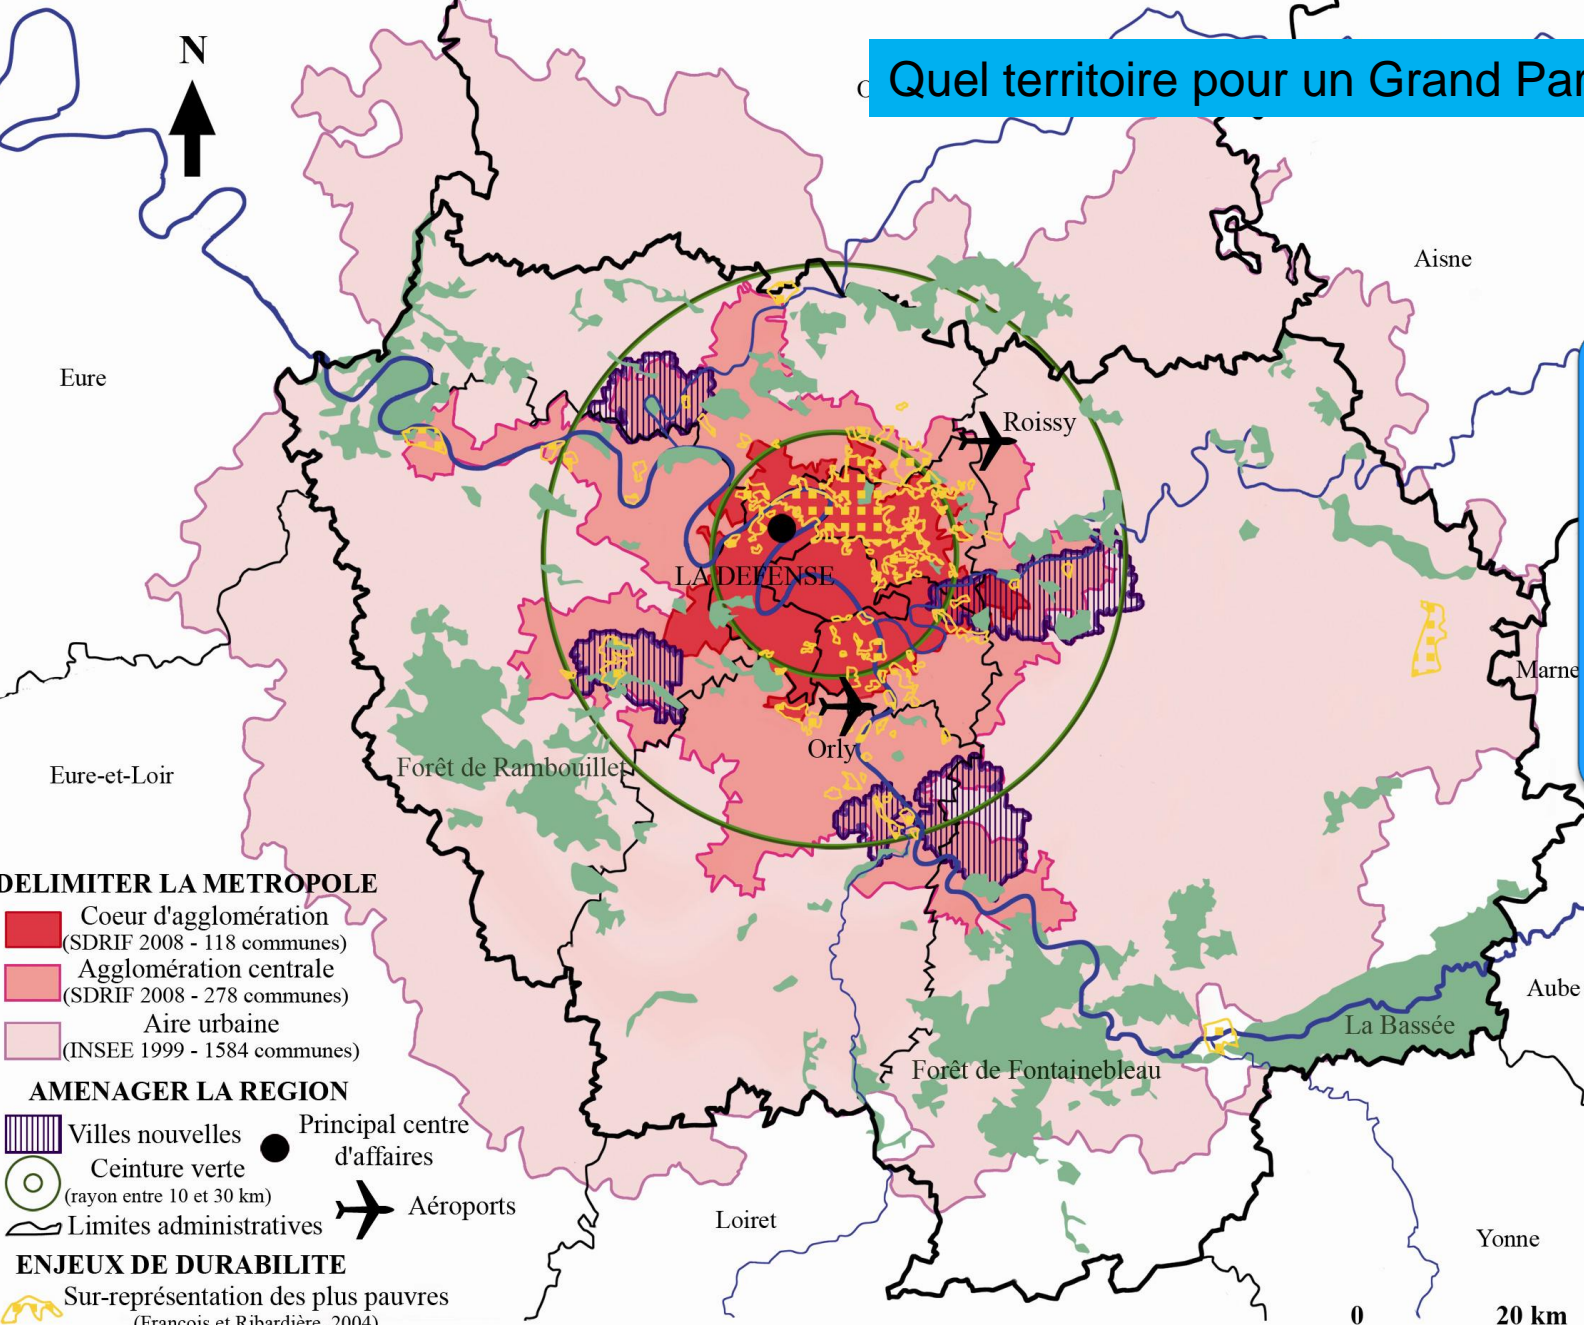 N
Quel territoire pour un Grand
Aisne
Eure
Roissy
LA DEFENSE
Marne
Orly
Forêt de Rambouillet
Eure-et-Loir
DELIMITER LA METROPOLE
Coeur d'agglomération
(SDRIF 2008 - 118 communes)
Agglomération centrale
(SDRIF 2008 - 278 communes)
Aire urbaine
(INSEE 1999 - 1584 communes)
Aube
La Bassée
Forêt de Fontainebleau
AMENAGER LA REGION
Villes nouvelles
Principal centre
d'affaires
Ceinture verte
(rayon entre 10 et 30 km)
Aéroports
Limites administratives
Loiret
Yonne
ENJEUX DE DURABILITE
Sur-représentation des plus pauvres
(François et Ribardière, 2004)
0 20 km